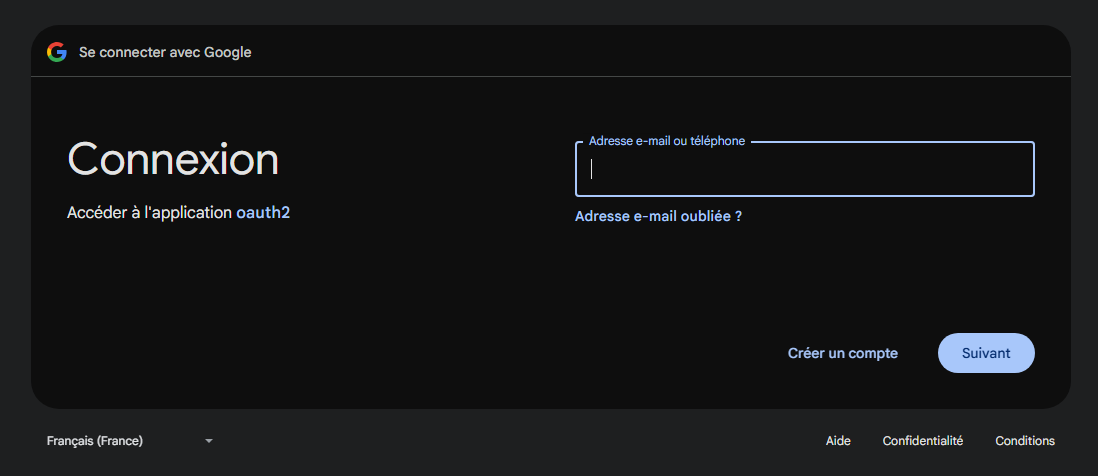 Se connecter avec Google
Connexion
Accéder à l'application oauth2
Adresse e-mail ou téléphone
Adresse e-mail oubliée ?
Créer un compte
Suivant
Français (France)
Aide
Confidentialité
Conditions